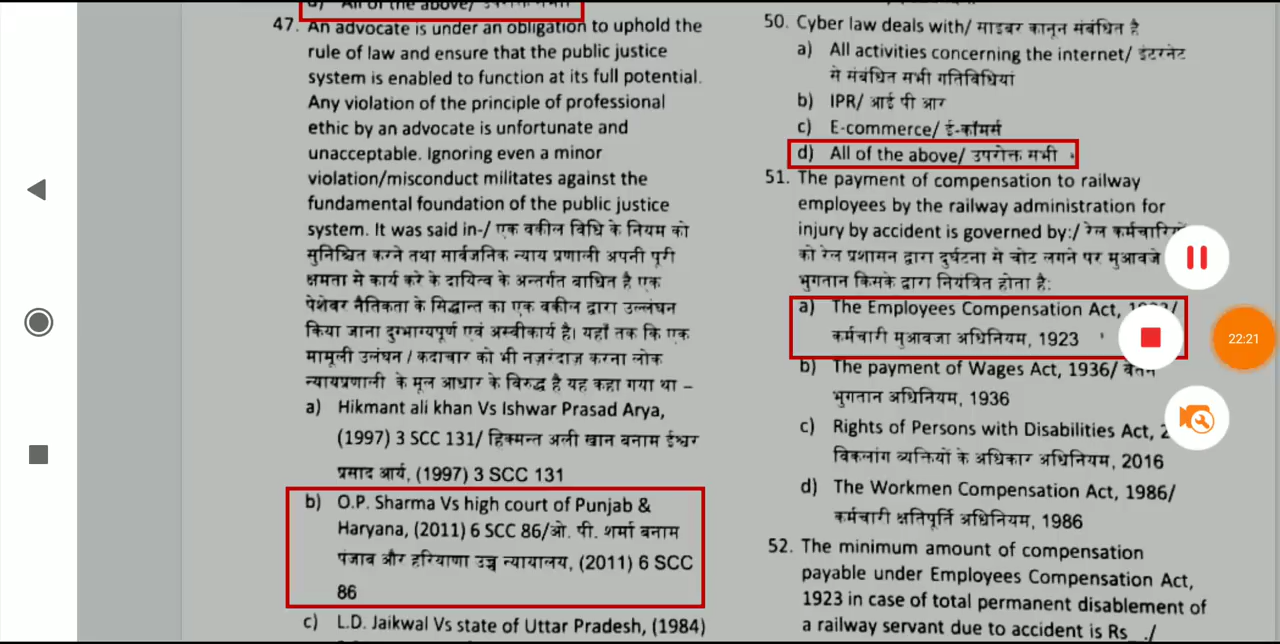 d) All of the above/ उपरोक्त सभी
47. An advocate is under an obligation to uphold the
rule of law and ensure that the public justice
system is enabled to function at its full potential.
Any violation of the principle of professional
ethic by an advocate is unfortunate and
unacceptable. Ignoring even a minor
violation/misconduct militates against the
fundamental foundation of the public justice
system. It was said in-/ एक वकील विधि के नियम को
सुनिश्चित करने तथा सार्वजनिक न्याय प्रणाली अपनी पूरी
क्षमता से कार्य करे के दायित्व के अन्तर्गत बाधित है एक
पेशेवर नैतिकता के सिद्धान्त का एक वकील द्वारा उल्लंघन
किया जाना दुर्भाग्यपूर्ण एवं अस्वीकार्य है। यहाँ तक कि एक
मामूली उलंघन / कदाचार को भी नज़रंदाज़ करना लोक
न्यायप्रणाली के मूल आधार के विरुद्ध है यह कहा गया था –
a) Hikmant ali khan Vs Ishwar Prasad Arya,
(1997) 3 SCC 131/ हिक्मन्त अली खान बनाम ईश्वर
प्रसाद आर्य, (1997) 3 SCC 131
b) O.P. Sharma Vs high court of Punjab &
Haryana, (2011) 6 SCC 86/ओ. पी. शर्मा बनाम
पंजाब और हरियाणा उच्च न्यायालय, (2011) 6 SCC
86
c) L.D. Jaikwal Vs state of Uttar Pradesh, (1984)
50. Cyber law deals with/ साइबर कानून संबंधित है
a) All activities concerning the internet/ इंटरनेट
से संबंधित सभी गतिविधियां
b) IPR/ आई पी आर
c) E-commerce/ ई-कॉमर्स
d) All of the above/ उपरोक्त सभी
51. The payment of compensation to railway
employees by the railway administration for
injury by accident is governed by:/ रेल
को रेल प्रशासन द्वारा दुर्घटना से चोट लगने पर मुआवजे
भुगतान किसके द्वारा नियंत्रित होता है:
a) The Employees Compensation Act,
कर्मचारी मुआवजा अधिनियम, 1923
b) The payment of Wages Act, 1936/ वेतन
भुगतान अधिनियम, 1936
c) Rights of Persons with Disabilities Act,
विकलांग व्यक्तियों के अधिकार अधिनियम, 2016
d) The Workmen Compensation Act, 1986/
कर्मचारी क्षतिपूर्ति अधिनियम, 1986
52. The minimum amount of compensation
payable under Employees Compensation Act,
1923 in case of total permanent disablement of
a railway servant due to accident is Rs_./
22:21